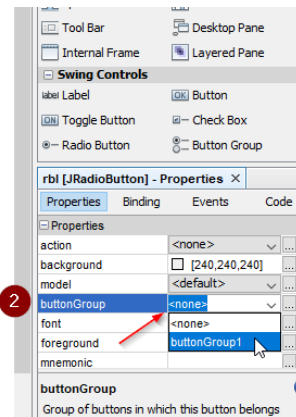 Tool Bar Desktop Pane
Internal Frame Layered Pane
Swing Controls
label Label OK Button
ON Toggle Button Check Box
Radio Button Button Group
rbl [JRadioButton] - Properties ×
Properties Binding Events Code
Properties
action <none> ...
background [240,240,240] ...
model <default> ...
2 buttonGroup <none> ...
font <none>
foreground buttonGroup1
mnemonic ...
buttonGroup
Group of buttons in which this button belongs